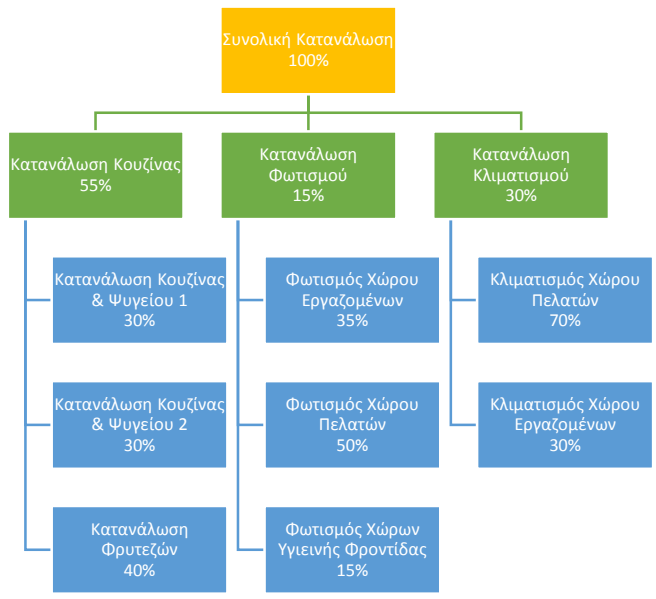 Συνολική Κατανάλωση
100%
Κατανάλωση Κουζίνας
55%
Κατανάλωση
Φωτισμού
15%
Κατανάλωση
Κλιματισμού
30%
Κατανάλωση Κουζίνας
& Ψυγείου 1
30%
Φωτισμός Χώρου
Εργαζομένων
35%
Κλιματισμός Χώρου
Πελατών
70%
Κατανάλωση Κουζίνας
& Ψυγείου 2
30%
Φωτισμός Χώρου
Πελατών
50%
Κλιματισμός Χώρου
Εργαζομένων
30%
Κατανάλωση
Φρυτεζών
40%
Φωτισμός Χώρων
Υγιεινής Φροντίδας
15%